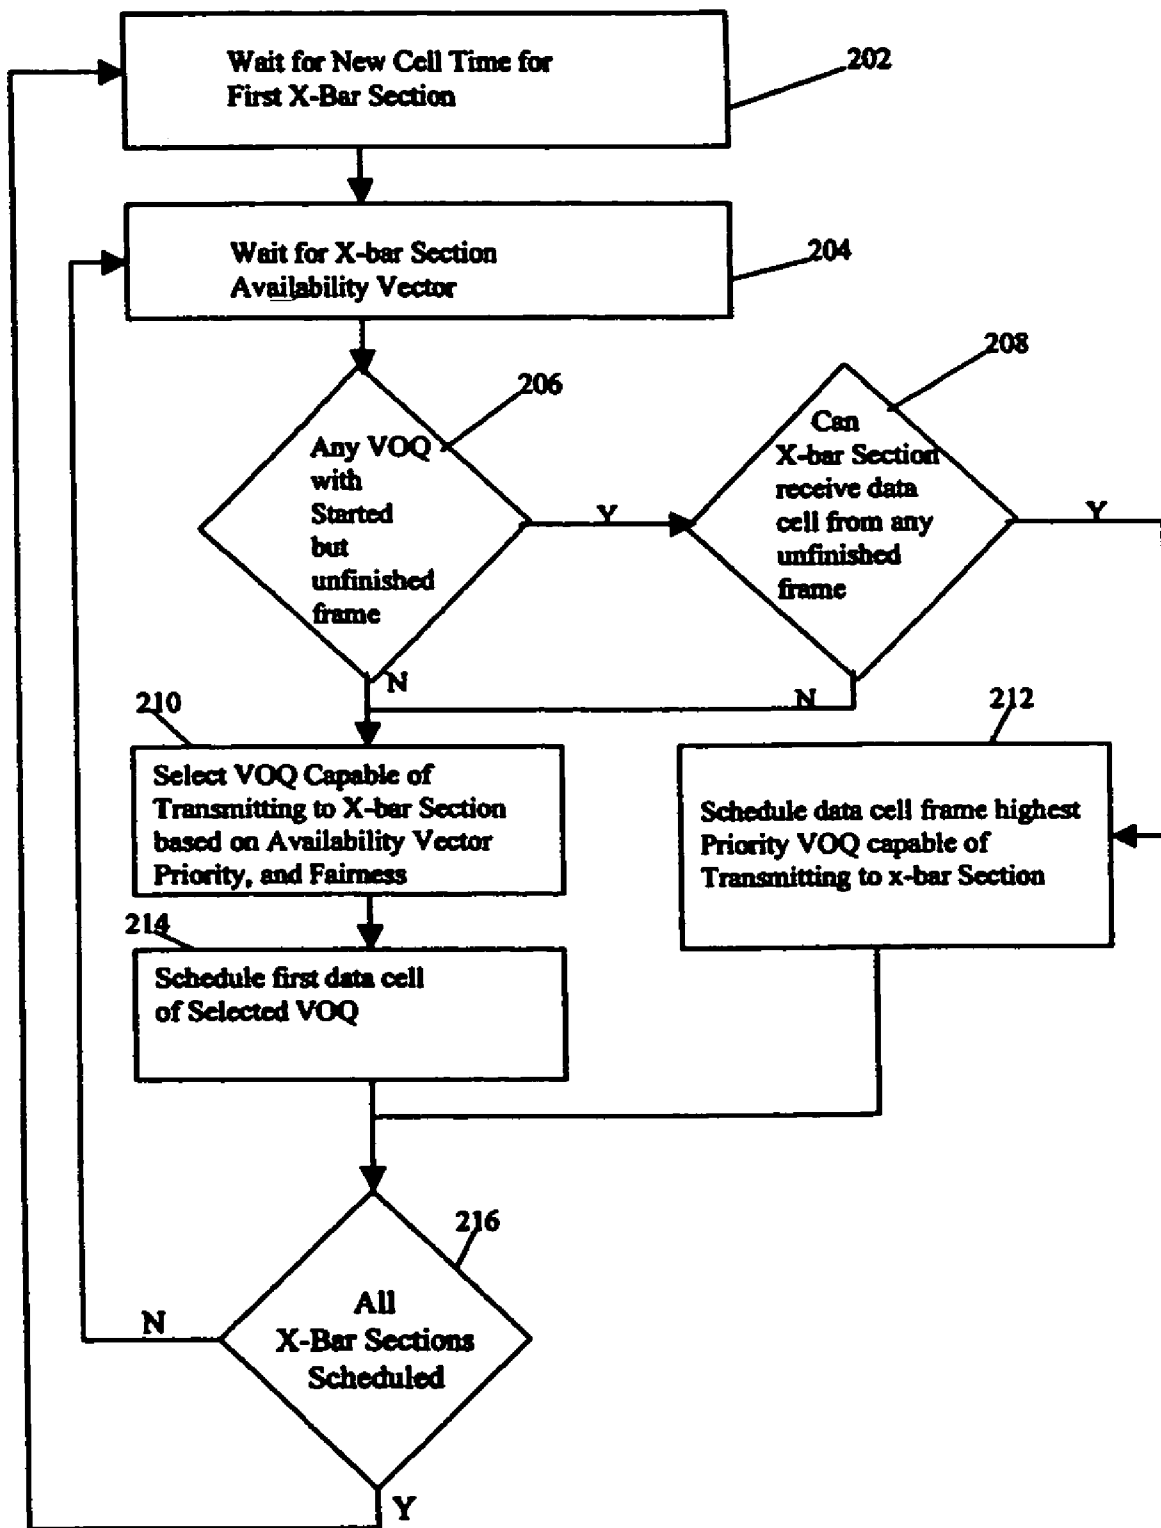 Wait for New Cell Time for
First X-Bar Section
202
Wait for X-bar Section
Availability Vector
204
206
Any VOQ
with
Started
but
unfinished
frame
Y
208
Can
X-bar Section
receive data
cell from any
unfinished
frame
Y
N
N
210
Select VOQ Capable of
Transmitting to X-bar Section
based on Availability Vector
Priority, and Fairness
212
Schedule data cell frame highest
Priority VOQ capable of
Transmitting to x-bar Section
214
Schedule first data cell
of Selected VOQ
216
All
X-Bar Sections
Scheduled
N
Y